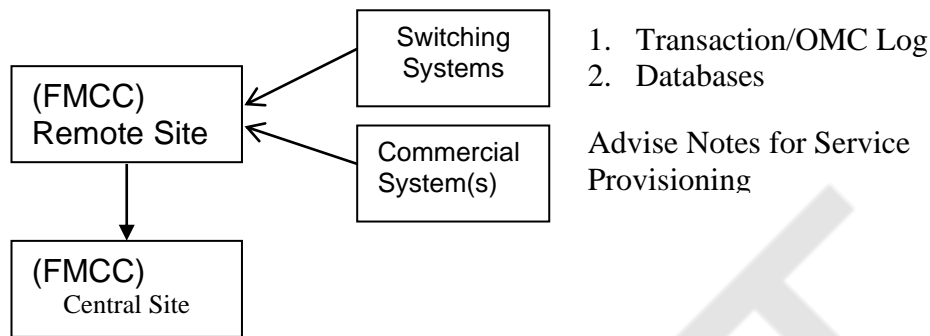 (FMCC)
Remote Site
Switching
Systems
1. Transaction/OMC Log
2. Databases
Commercial
System(s)
Advise Notes for Service
Provisioning
(FMCC)
Central Site